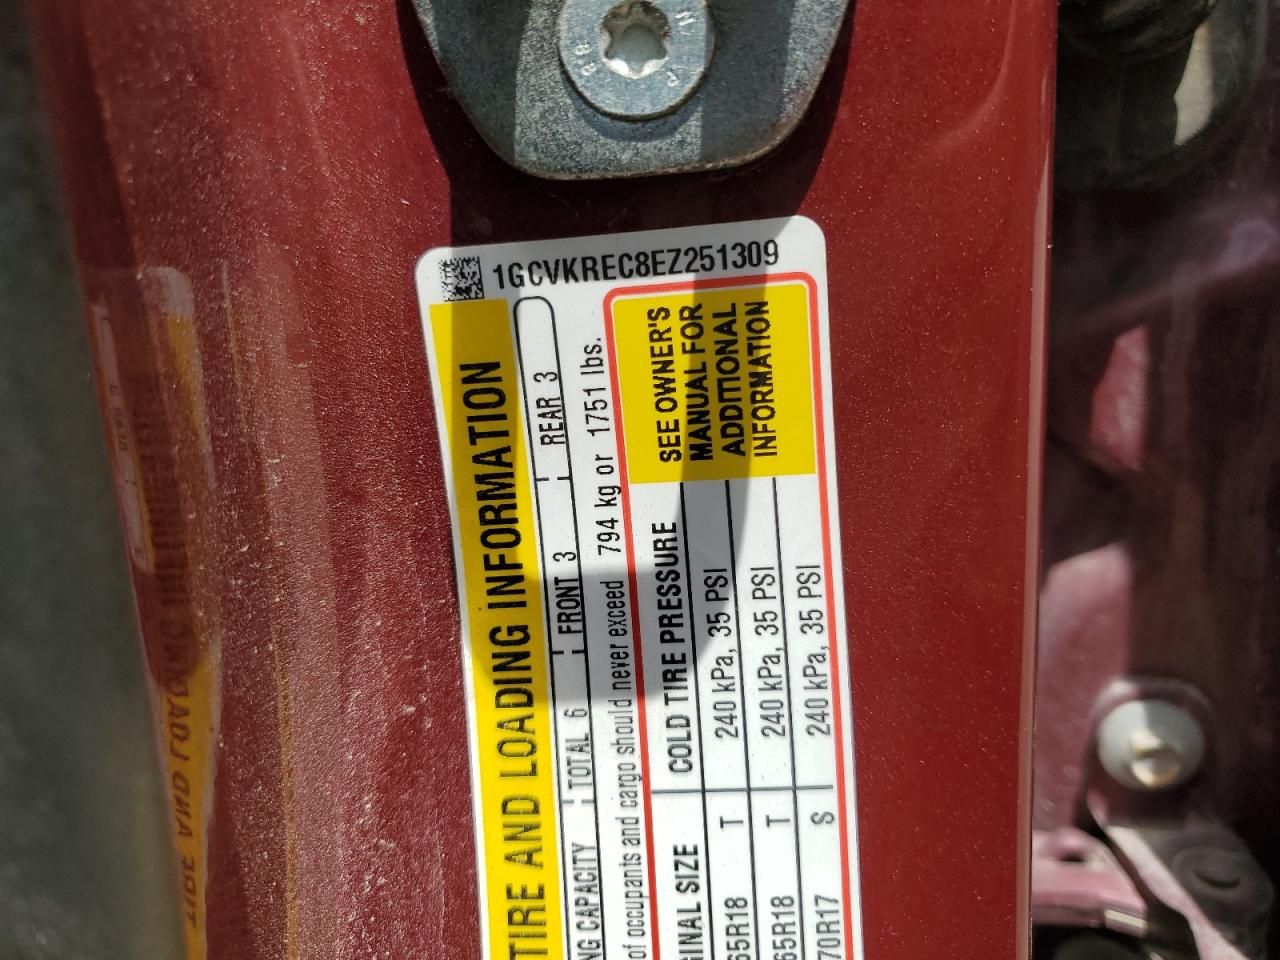 1GCVKREC8EZ251309
TIRE AND LOADING INFORMATION
NG CAPACITY TOTAL 6 FRONT 3 REAR 3
of occupants and cargo should never exceed 794 kg or 1751 lbs.
GINAL SIZE COLD TIRE PRESSURE
65R18 T 240 kPa, 35 PSI
65R18 T 240 kPa, 35 PSI
70R17 S 240 kPa, 35 PSI
SEE OWNER'S
MANUAL FOR
ADDITIONAL
INFORMATION